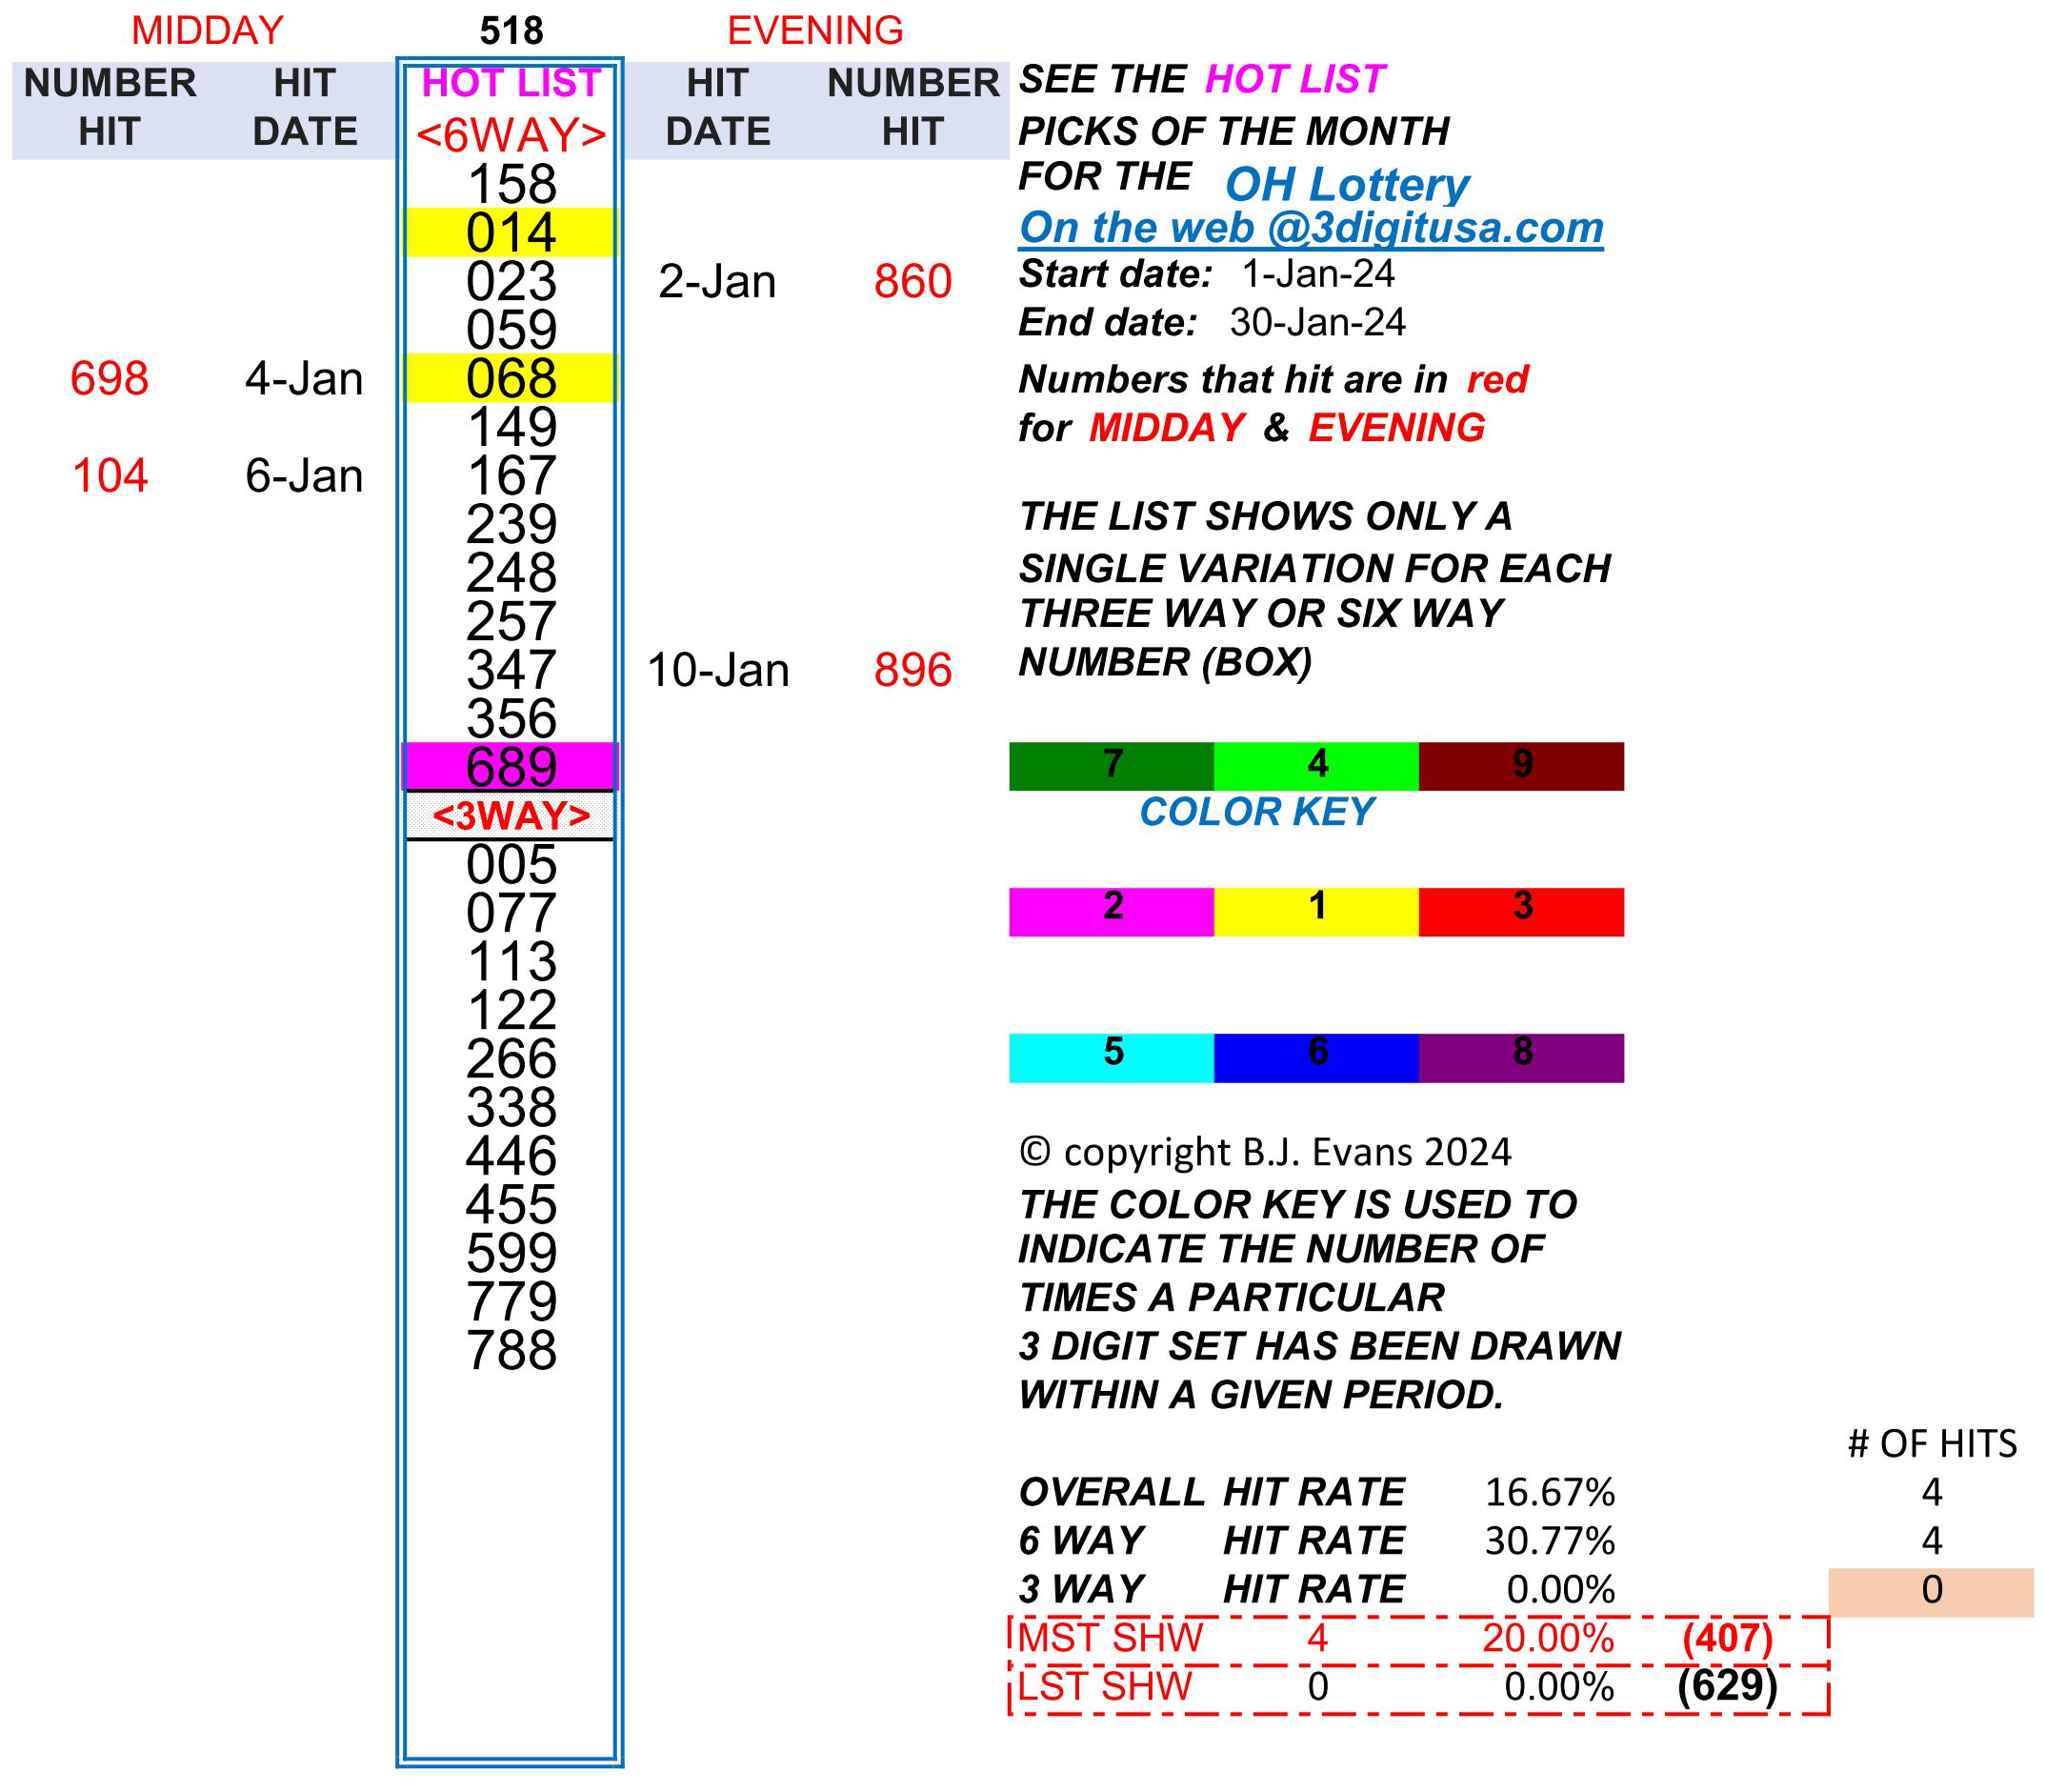 MIDDAY 518 EVENING
NUMBER HIT HOT LIST HIT NUMBER SEE THE HOT LIST
HIT DATE <6WAY> DATE HIT PICKS OF THE MONTH
158 FOR THE OH Lottery
014 On the web @3digitusa.com
023 2-Jan 860 Start date: 1-Jan-24
059 End date: 30-Jan-24
698 4-Jan 068 Numbers that hit are in red
149 for MIDDAY & EVENING
104 6-Jan 167
239 THE LIST SHOWS ONLY A
248 SINGLE VARIATION FOR EACH
257 THREE WAY OR SIX WAY
347 10-Jan 896 NUMBER (BOX)
356
689 7 4 9
<3WAY> COLOR KEY
005
077 2 1 3
113
122
266 5 6 8
338
446 © copyright B.J. Evans 2024
455 THE COLOR KEY IS USED TO
599 INDICATE THE NUMBER OF
779 TIMES A PARTICULAR
788 3 DIGIT SET HAS BEEN DRAWN
WITHIN A GIVEN PERIOD.
# OF HITS
OVERALL HIT RATE 16.67% 4
6 WAY HIT RATE 30.77% 4
3 WAY HIT RATE 0.00% 0
MST SHW 4 20.00% (407)
LST SHW 0 0.00% (629)